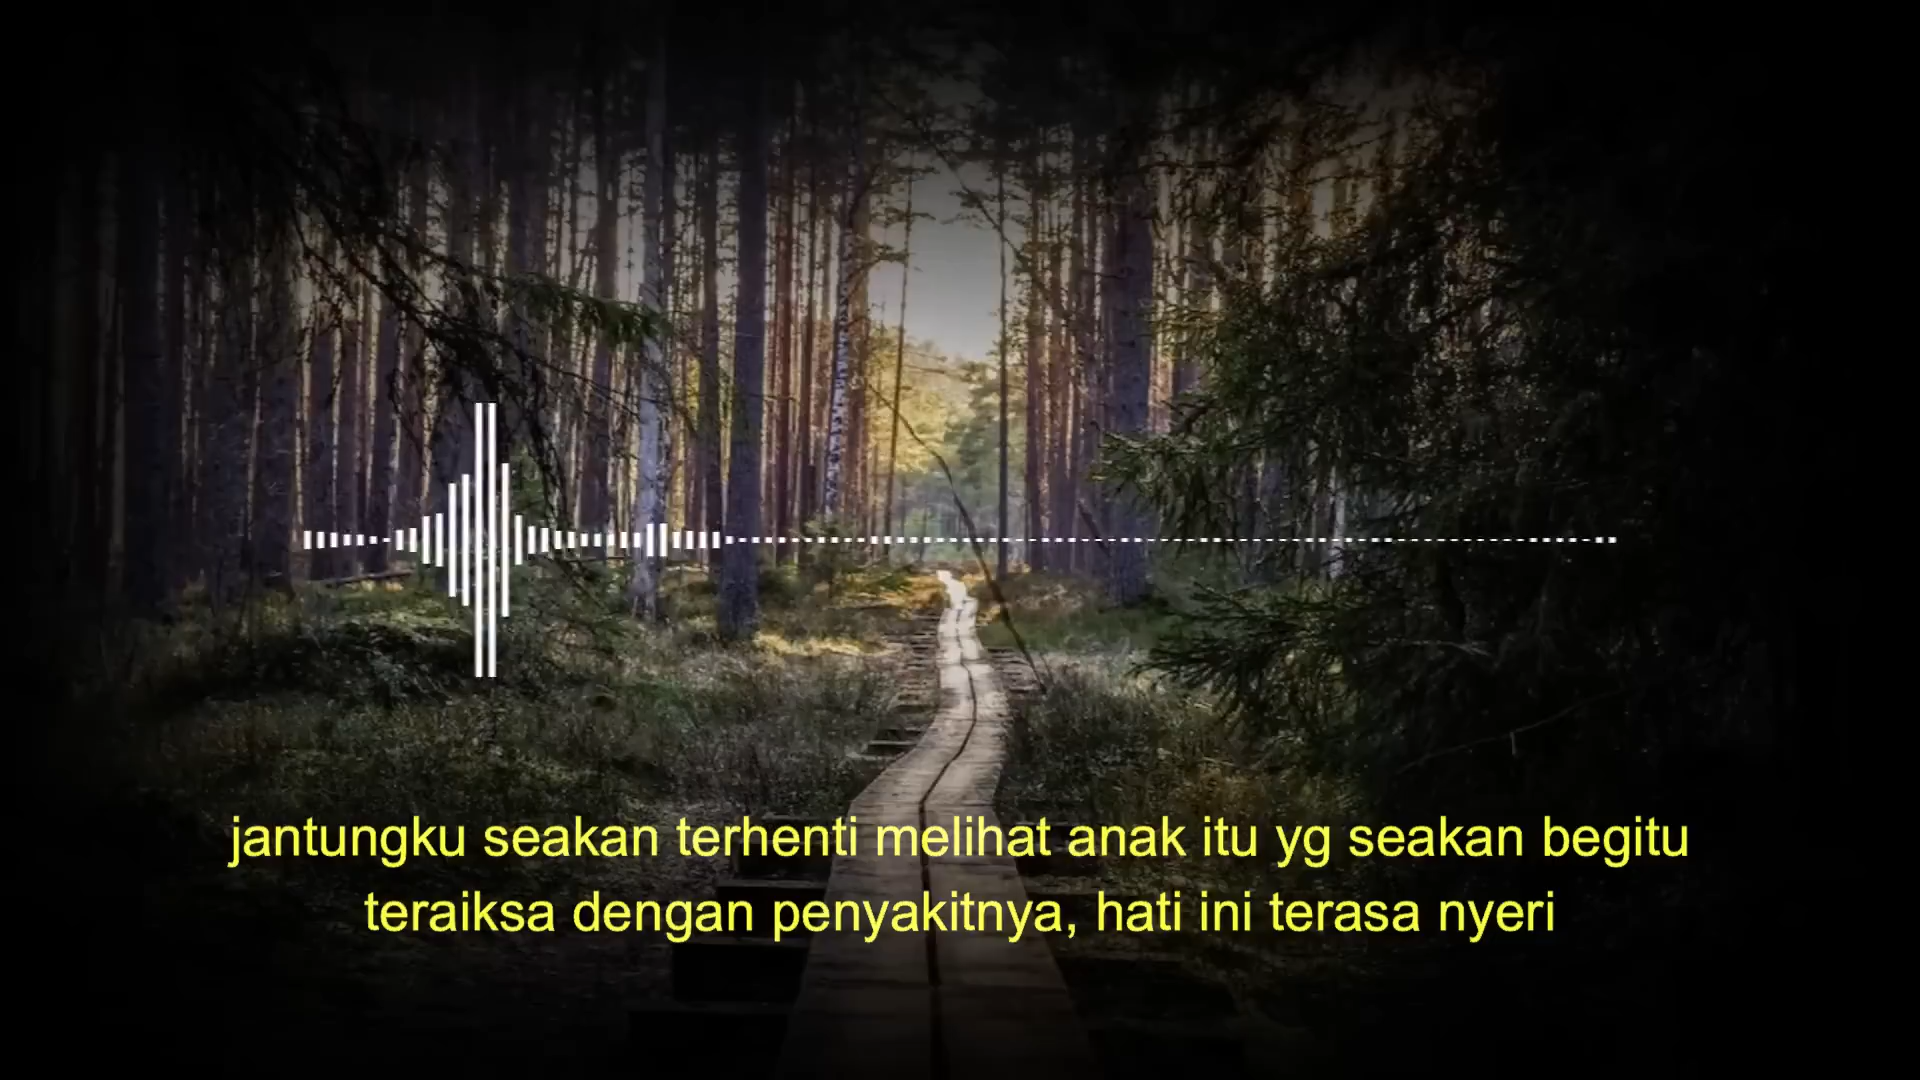 jantungku seakan terhenti melihat anak itu yg seakan begitu
teraiksa dengan penyakitnya, hati ini terasa nyeri